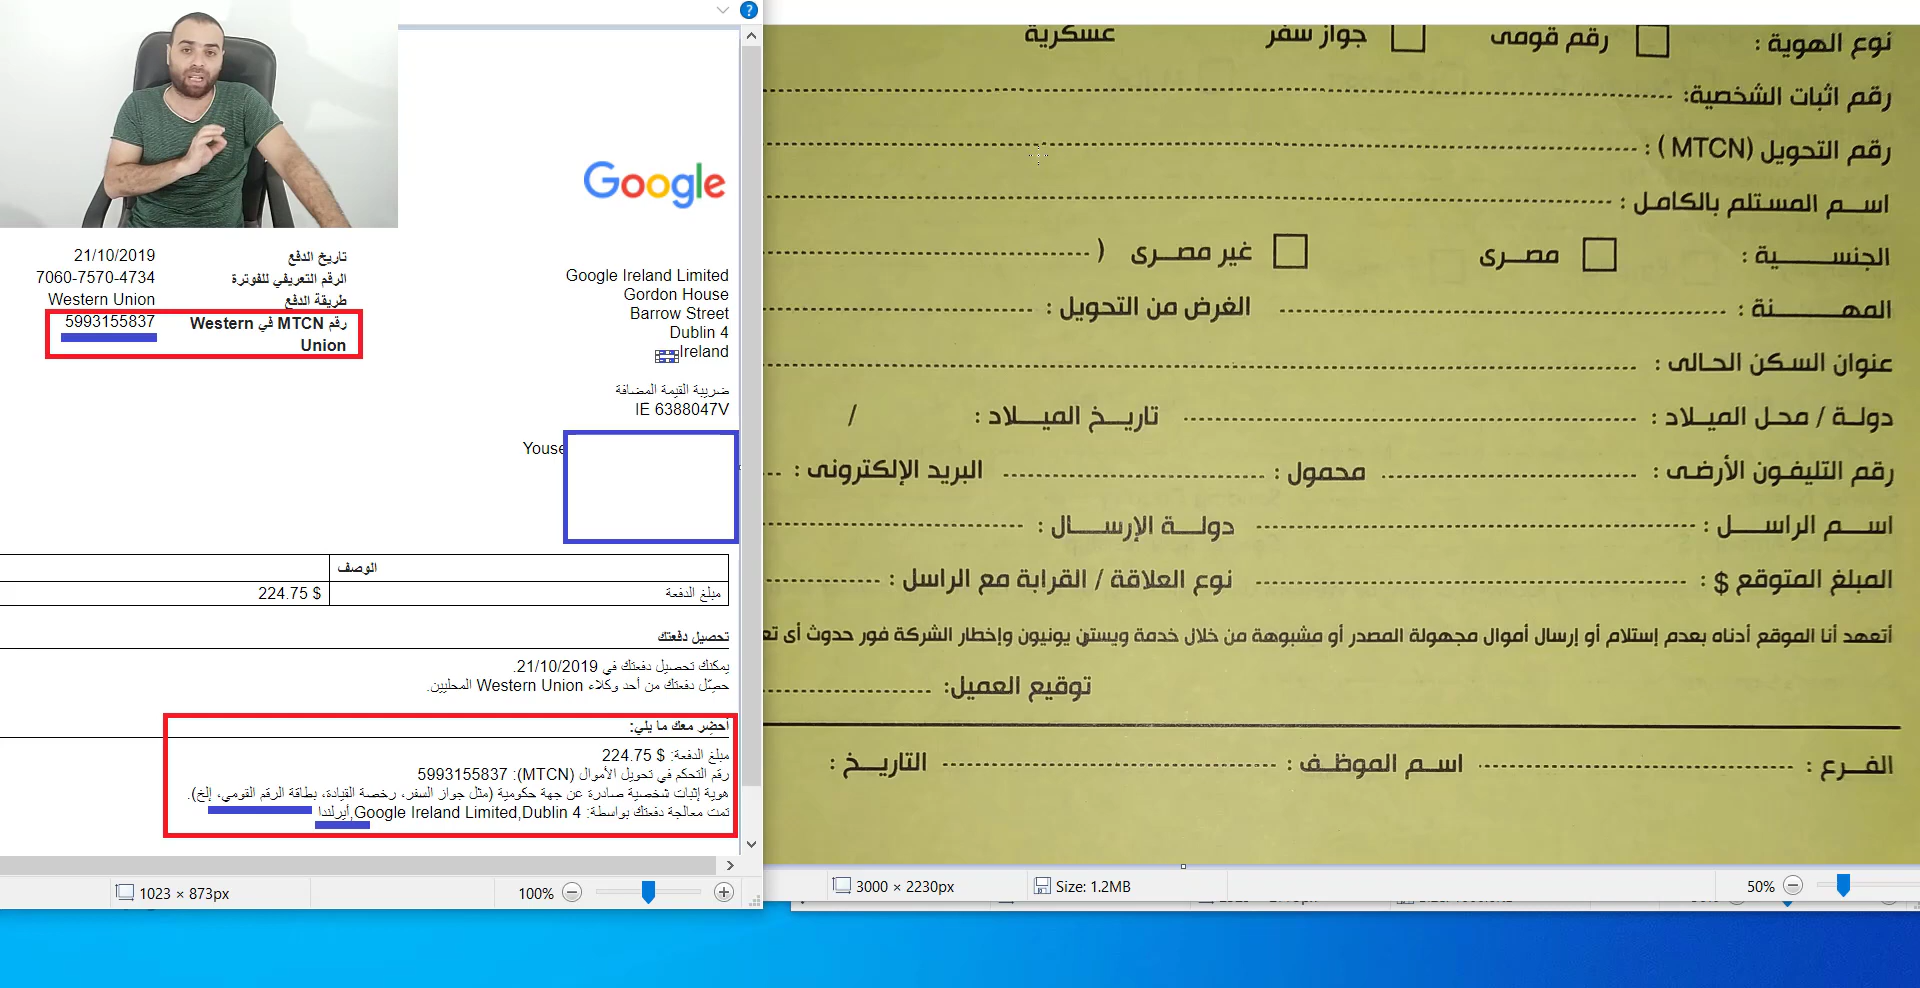 Google
تاريخ الدفع 21/10/2019
الرقم التعريفي للفوترة 7060-7570-4734
طريقة الدفع Western Union
رقم MTCN في Western Union 5993155837
Google Ireland Limited
Gordon House
Barrow Street
Dublin 4
Ireland
ضريبة القيمة المضافة
IE 6388047V
الوصف
مبلغ الدفعة $ 224.75
تحصيل دفعتك
يمكنك تحصيل دفعتك في 21/10/2019.
حصّل دفعتك من أحد وكلاء Western Union المحليين.
أحضِر معك ما يلي:
مبلغ الدفعة: $ 224.75
رقم التحكم في تحويل الأموال (MTCN): 5993155837
هوية إثبات شخصية صادرة عن جهة حكومية (مثل جواز السفر، رخصة القيادة، بطاقة الرقم القومي، إلخ).
تمت معالجة دفعتك بواسطة: Google Ireland Limited,Dublin 4,أيرلندا
1023 × 873px
100%
نوع الهوية : رقم قومى جواز سفر عسكرية
رقم اثبات الشخصية:
رقم التحويل (MTCN) :
اسم المستلم بالكامل :
الجنسية : مصرى غير مصرى (
المهنة : الغرض من التحويل :
عنوان السكن الحالى :
دولة / محل الميلاد : تاريخ الميلاد : /
رقم التليفون الأرضى : محمول : البريد الإلكترونى :
اسم الراسل : دولة الإرسال :
المبلغ المتوقع $ : نوع العلاقة / القرابة مع الراسل :
أتعهد أنا الموقع أدناه بعدم إستلام أو إرسال أموال مجهولة المصدر أو مشبوهة من خلال خدمة ويسترن يونيون وإخطار الشركة فور حدوث أى
توقيع العميل:
الفرع : اسم الموظف : التاريخ :
3000 × 2230px
Size: 1.2MB
50%